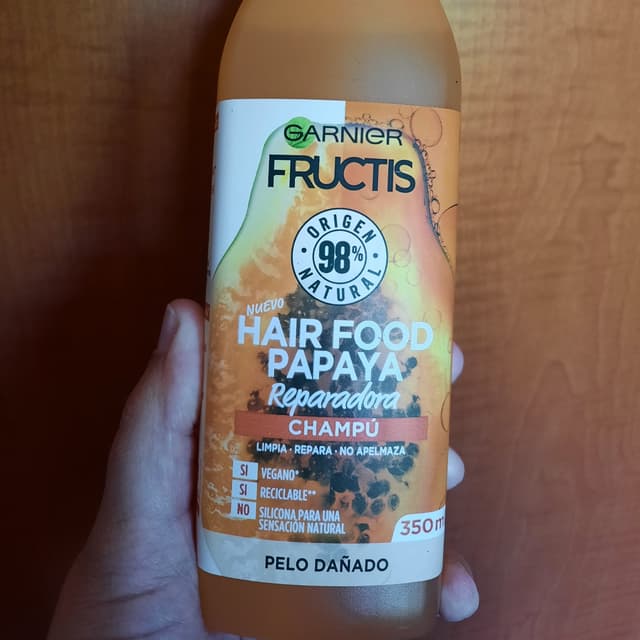 GARNIER
FRUCTIS
ORIGEN
98%
NATURAL
NUEVO
HAIR FOOD
PAPAYA
Reparadora
CHAMPÚ
LIMPIA · REPARA · NO APELMAZA
SI VEGANO*
SI RECICLABLE**
NO SILICONA PARA UNA
SENSACIÓN NATURAL
350 m
PELO DAÑADO